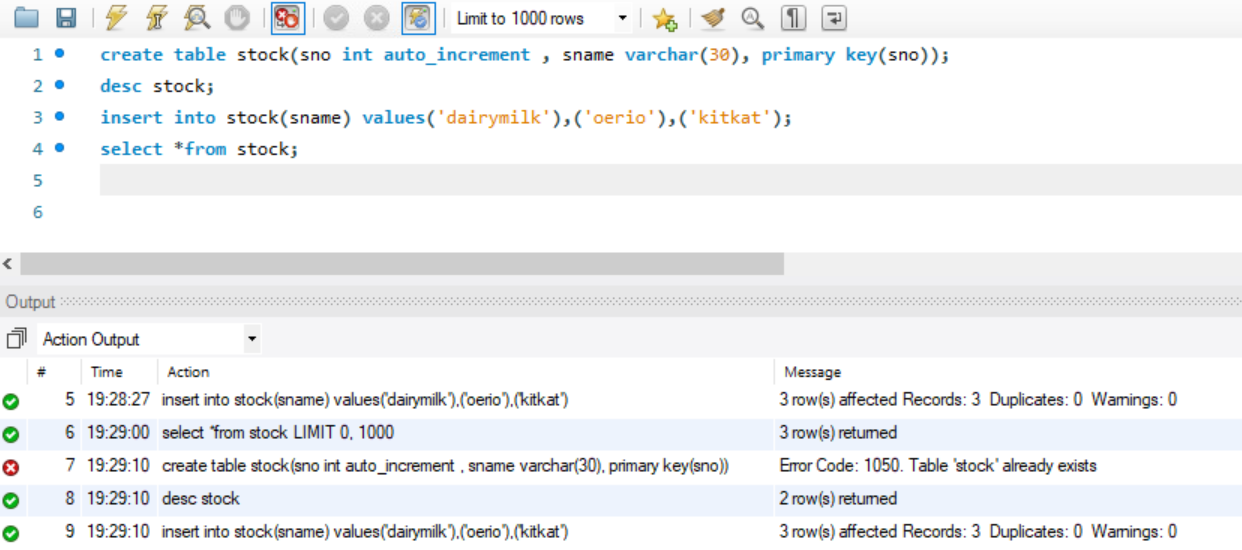 Limit to 1000 rows
1 create table stock(sno int auto_increment , sname varchar(30), primary key(sno));
2 desc stock;
3 insert into stock(sname) values('dairymilk'),('oerio'),('kitkat');
4 select *from stock;
5
6
Output
Action Output
# Time Action Message
5 19:28:27 insert into stock(sname) values('dairymilk'),('oerio'),('kitkat') 3 row(s) affected Records: 3 Duplicates: 0 Warnings: 0
6 19:29:00 select *from stock LIMIT 0, 1000 3 row(s) returned
7 19:29:10 create table stock(sno int auto_increment , sname varchar(30), primary key(sno)) Error Code: 1050. Table 'stock' already exists
8 19:29:10 desc stock 2 row(s) returned
9 19:29:10 insert into stock(sname) values('dairymilk'),('oerio'),('kitkat') 3 row(s) affected Records: 3 Duplicates: 0 Warnings: 0